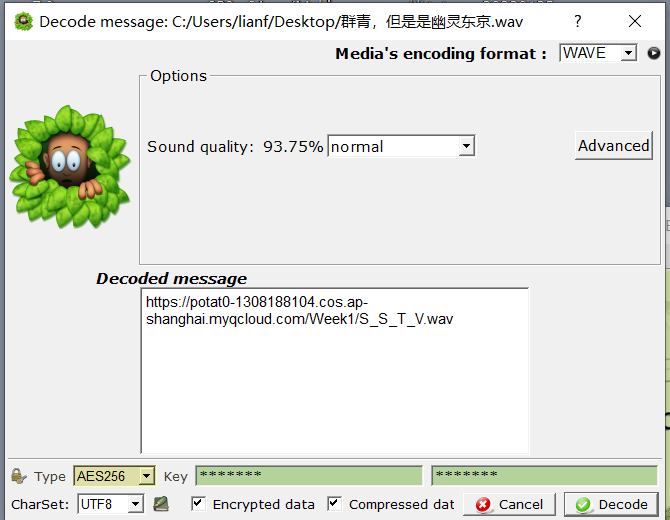 Decode message: C:/Users/lianf/Desktop/群青，但是是幽灵东京.wav
?
Media's encoding format :
WAVE
Options
Sound quality: 93.75%
normal
Advanced
Decoded message
https://potat0-1308188104.cos.ap-
shanghai.myqcloud.com/Week1/S_S_T_V.wav
Type
AES256
Key
*******
*******
CharSet:
UTF8
Encrypted data
Compressed dat
Cancel
Decode